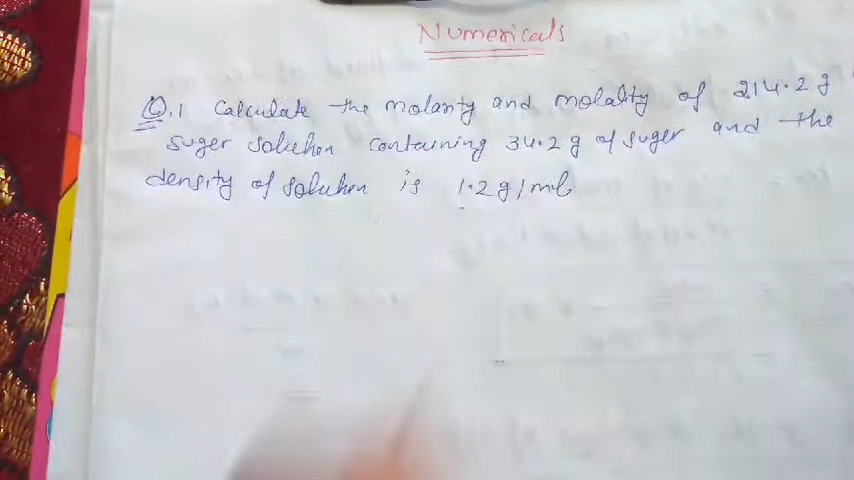 Numericals
Q.1 Calculate the molarity and molality of 214.2 g
suger solution containing 34.2 g of suger and the
density of solution is 1.2 g/mL